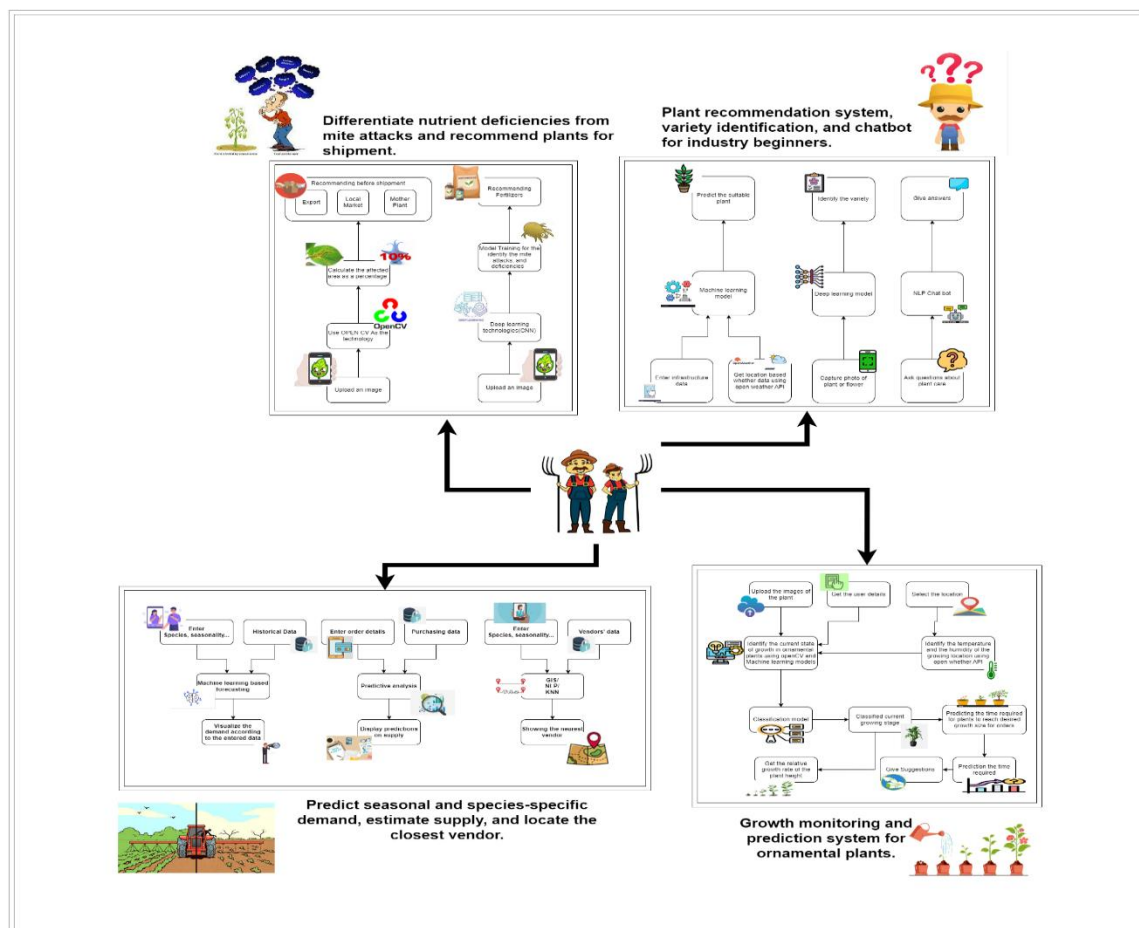 Differentiate nutrient deficiencies from
mite attacks and recommend plants for
shipment.
Recommanding before shipment
Export
Local
Market
Mother
Plant
Calculate the affected
area as a percentage
10%
OpenCV
Use OPEN CV As the
technology
Upload an image
Recommanding
Fertilizers
Model Training for the
identify the mite
attacks, and
deficiencies
Deep learning
technologies(CNN)
Upload an image
Plant recommendation system,
variety identification, and chatbot
for industry beginners.
???
Predict the suitable
plant
Machine learning
model
Enter infrastructure
data
Get location based
whether data using
open weather API
Identify the variety
Deep learning model
Capture photo of
plant or flower
Give answers
NLP Chat bot
Ask questions about
plant care
?
Enter
Species, seasonality...
Historical Data
Machine learning based
forecasting
Visualize the
demand according
to the entered data
Enter order details
Purchasing data
Predictive analysis
Display predictions
on supply
Enter
Species, seasonality...
Vendors' data
GIS/
NLP/
KNN
Showing the nearest
vendor
Predict seasonal and species-specific
demand, estimate supply, and locate the
closest vendor.
Upload the images of
the plant
Get the user details
Select the location
Identify the current state
of growth in ornamental
plants using openCV and
Machine learning models
Identify the temperature
and the humidity of the
growing location using
open whether API
Classification model
Classified current
growing stage
Predicting the time required
for plants to reach desired
growth size for orders
Get the relative
growth rate of the
plant height
Give Suggestions
Prediction the time
required
Growth monitoring and
prediction system for
ornamental plants.